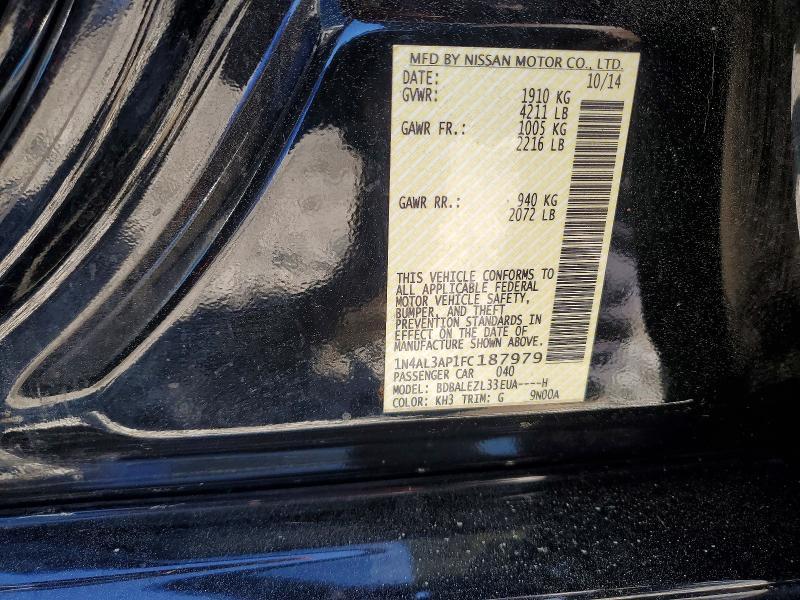 MFD BY NISSAN MOTOR CO., LTD.
DATE: 10/14
GVWR: 1910 KG
4211 LB
GAWR FR.: 1005 KG
2216 LB
GAWR RR.: 940 KG
2072 LB
THIS VEHICLE CONFORMS TO
ALL APPLICABLE FEDERAL
MOTOR VEHICLE SAFETY,
BUMPER, AND THEFT
PREVENTION STANDARDS IN
EFFECT ON THE DATE OF
MANUFACTURE SHOWN ABOVE.
1N4AL3AP1FC187979
PASSENGER CAR 040
MODEL: BDBALEZL33EUA----H
COLOR: KH3 TRIM: G 9N00A